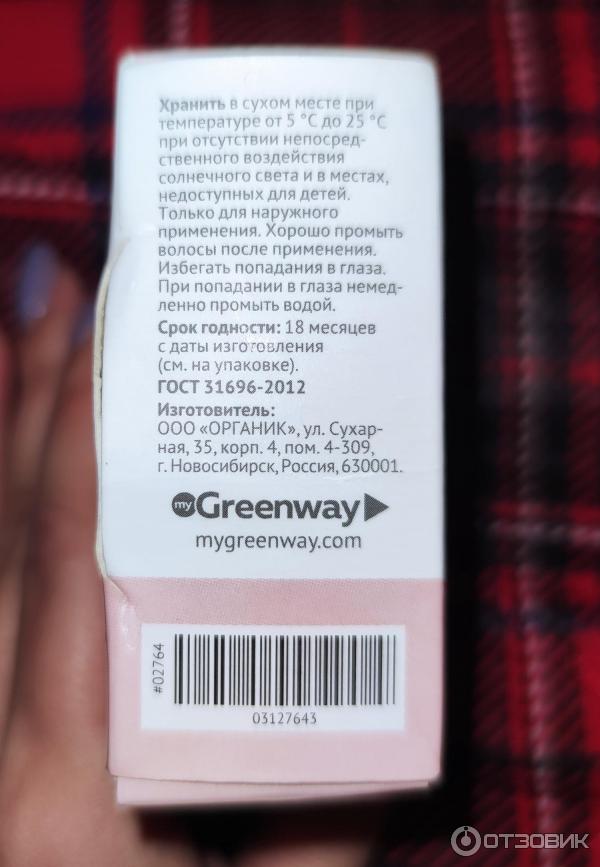 Хранить в сухом месте при
температуре от 5 °C до 25 °C
при отсутствии непосред-
ственного воздействия
солнечного света и в местах,
недоступных для детей.
Только для наружного
применения. Хорошо промыть
волосы после применения.
Избегать попадания в глаза.
При попадании в глаза немед-
ленно промыть водой.
Срок годности: 18 месяцев
с даты изготовления
(см. на упаковке).
ГОСТ 31696-2012
Изготовитель:
ООО «ОРГАНИК», ул. Сухар-
ная, 35, корп. 4, пом. 4-309,
г. Новосибирск, Россия, 630001.
my Greenway
mygreenway.com
#02764
03127643
ОТЗОВИК